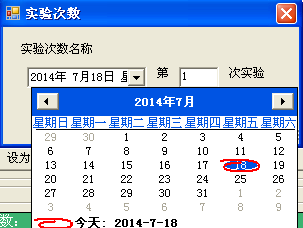 实验次数
实验次数名称
2014年 7月18日 第 1 次实验
2014年7月
星期日 星期一 星期二 星期三 星期四 星期五 星期六
29 30 1 2 3 4 5
6 7 8 9 10 11 12
13 14 15 16 17 18 19
20 21 22 23 24 25 26
27 28 29 30 31 1 2
3 4 5 6 7 8 9
设为
数: 今天: 2014-7-18